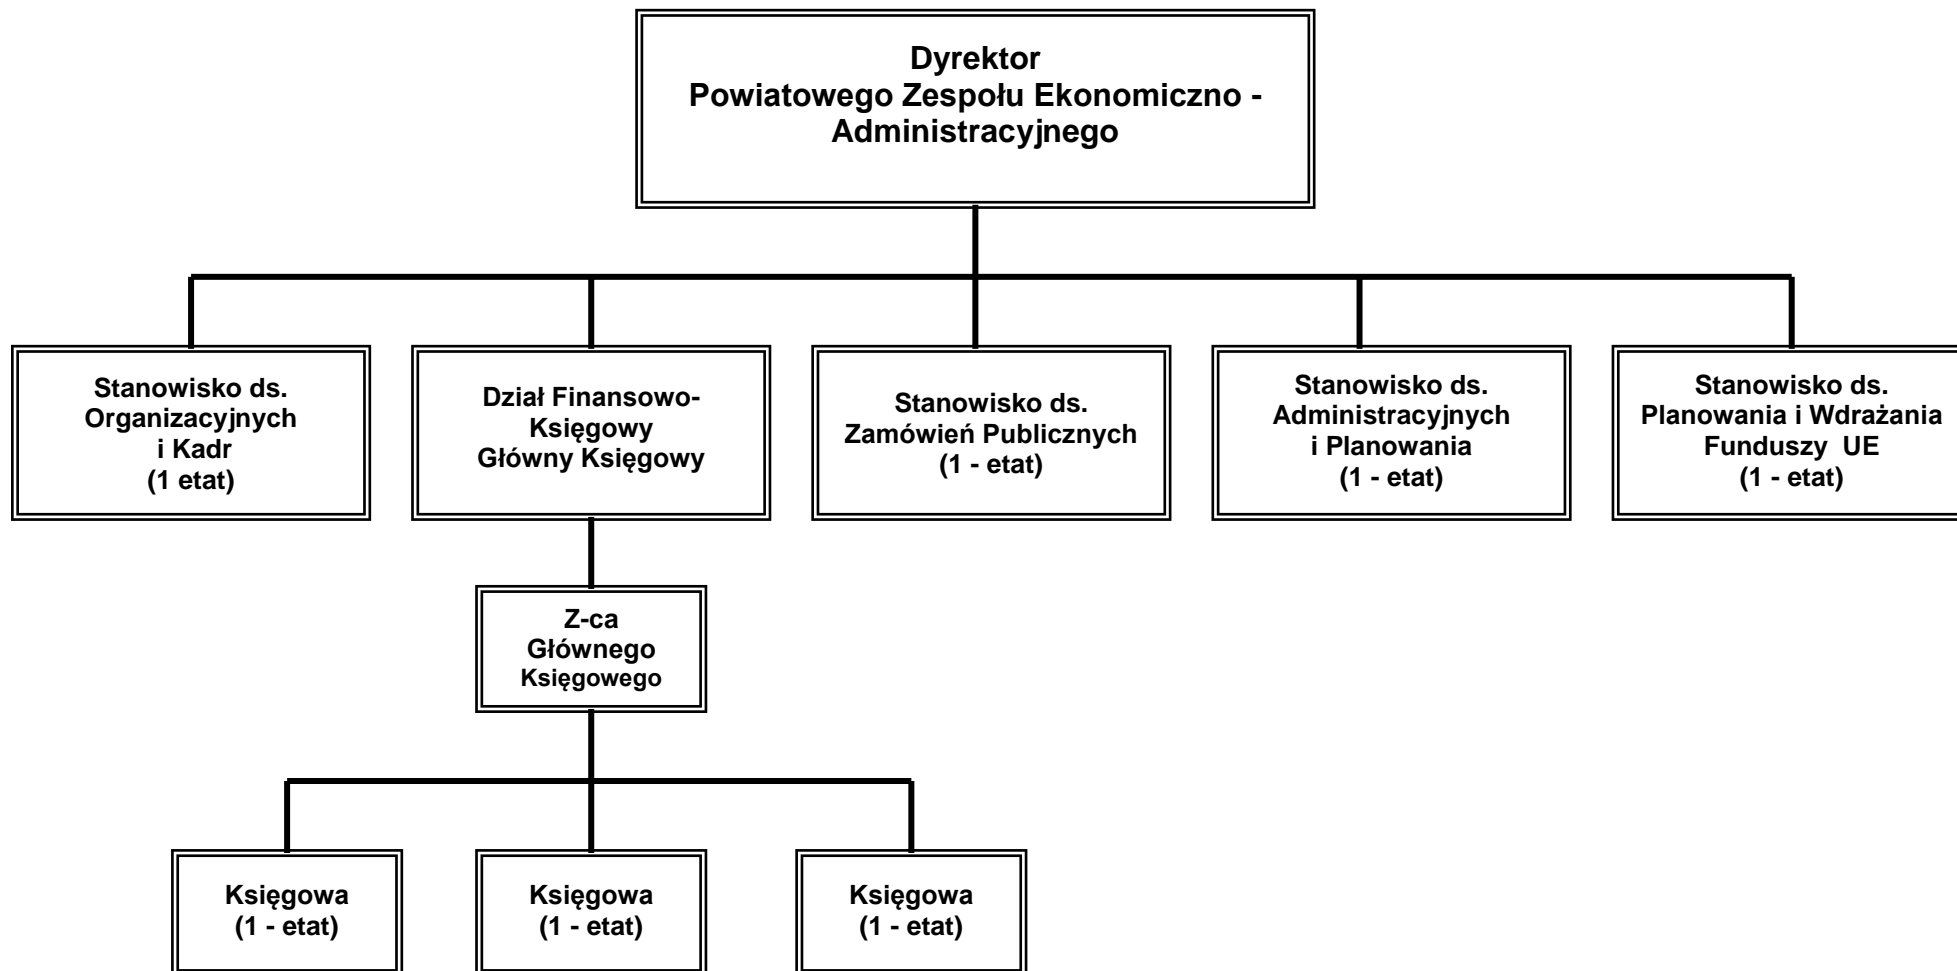 Dyrektor
Powiatowego Zespołu Ekonomiczno -
Administracyjnego
Stanowisko ds.
Organizacyjnych
i Kadr
(1 etat)
Dział Finansowo-
Księgowy
Główny Księgowy
Stanowisko ds.
Zamówień Publicznych
(1 - etat)
Stanowisko ds.
Administracyjnych
i Planowania
(1 - etat)
Stanowisko ds.
Planowania i Wdrażania
Funduszy  UE
(1 - etat)
Z-ca
Głównego
Księgowego
Księgowa
(1 - etat)
Księgowa
(1 - etat)
Księgowa
(1 - etat)